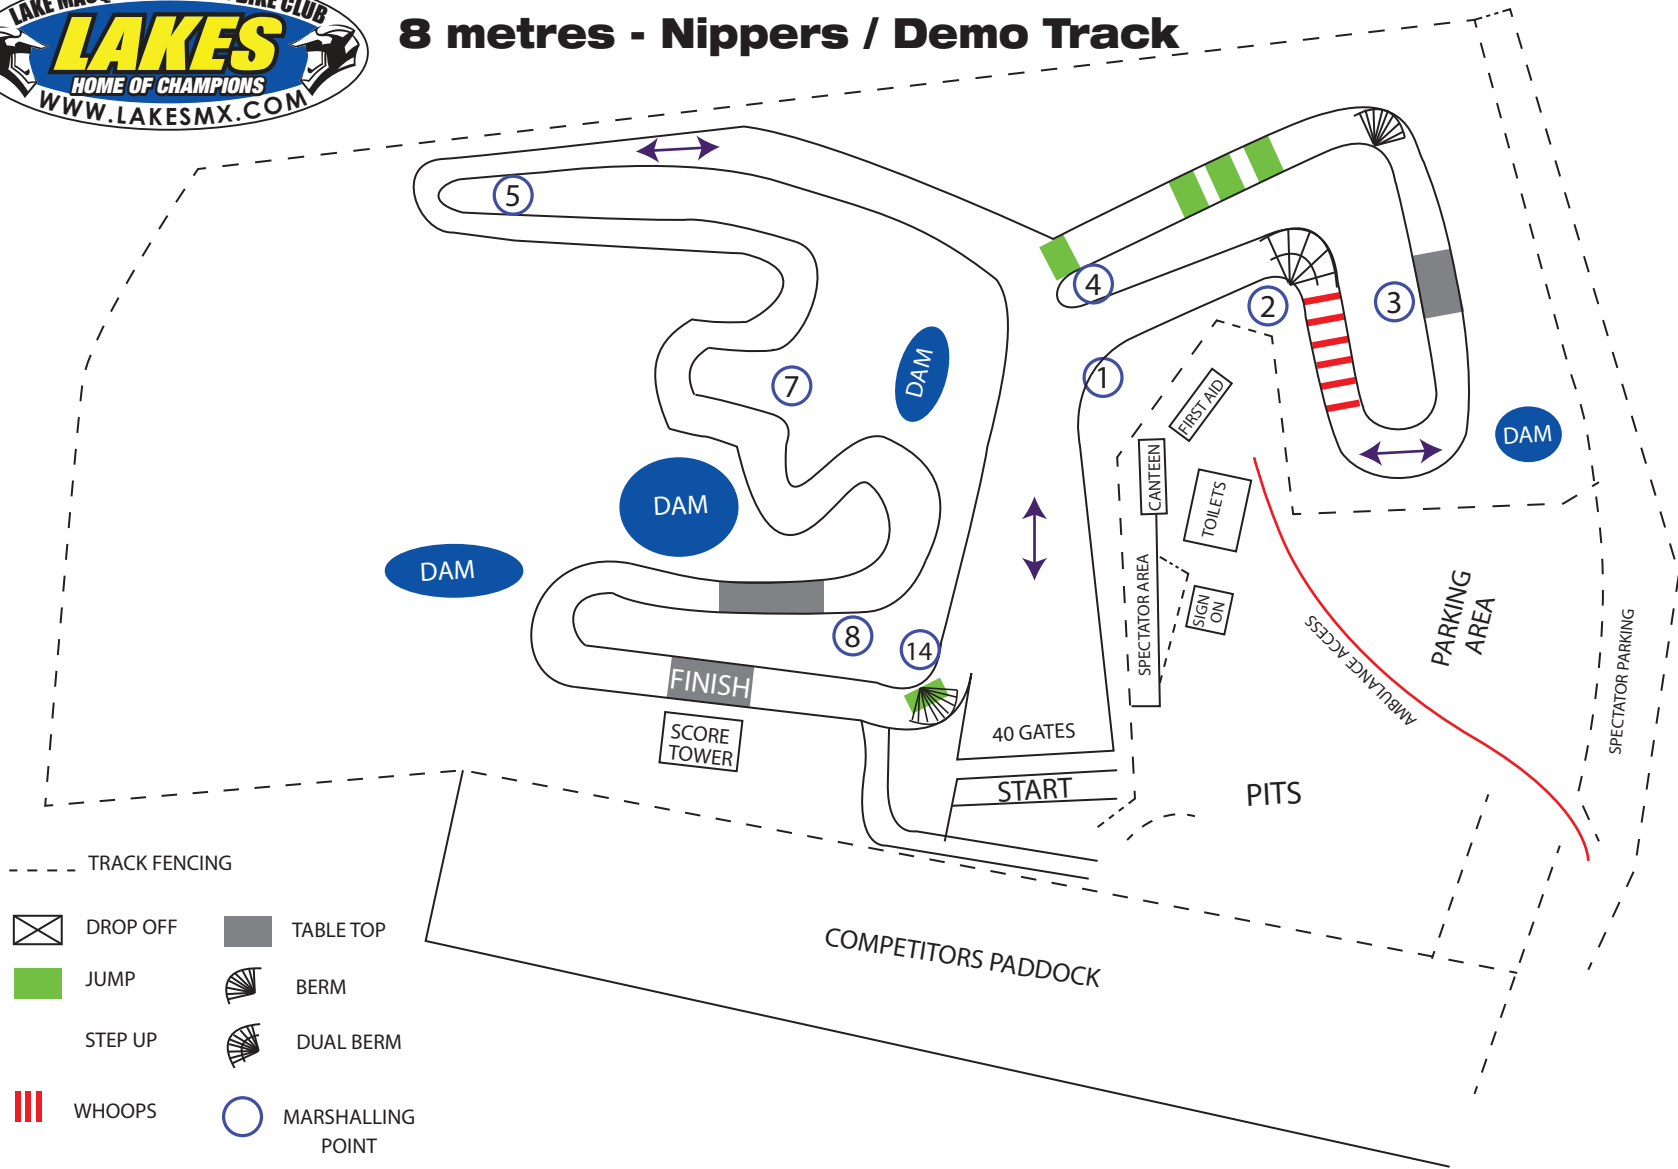 BIKE CLUB
LAKES
HOME OF CHAMPIONS
WWW.LAKESMX.COM
8 metres - Nippers / Demo Track
5
4
2
3
1
7
DAM
DAM
DAM
DAM
FIRST AID
CANTEEN
TOILETS
SPECTATOR AREA
SIGN
ON
8
14
FINISH
SCORE
TOWER
40 GATES
START
PITS
PARKING
AREA
AMBULANCE ACCESS
SPECTATOR PARKING
COMPETITORS PADDOCK
TRACK FENCING
DROP OFF
TABLE TOP
JUMP
BERM
STEP UP
DUAL BERM
WHOOPS
MARSHALLING
POINT